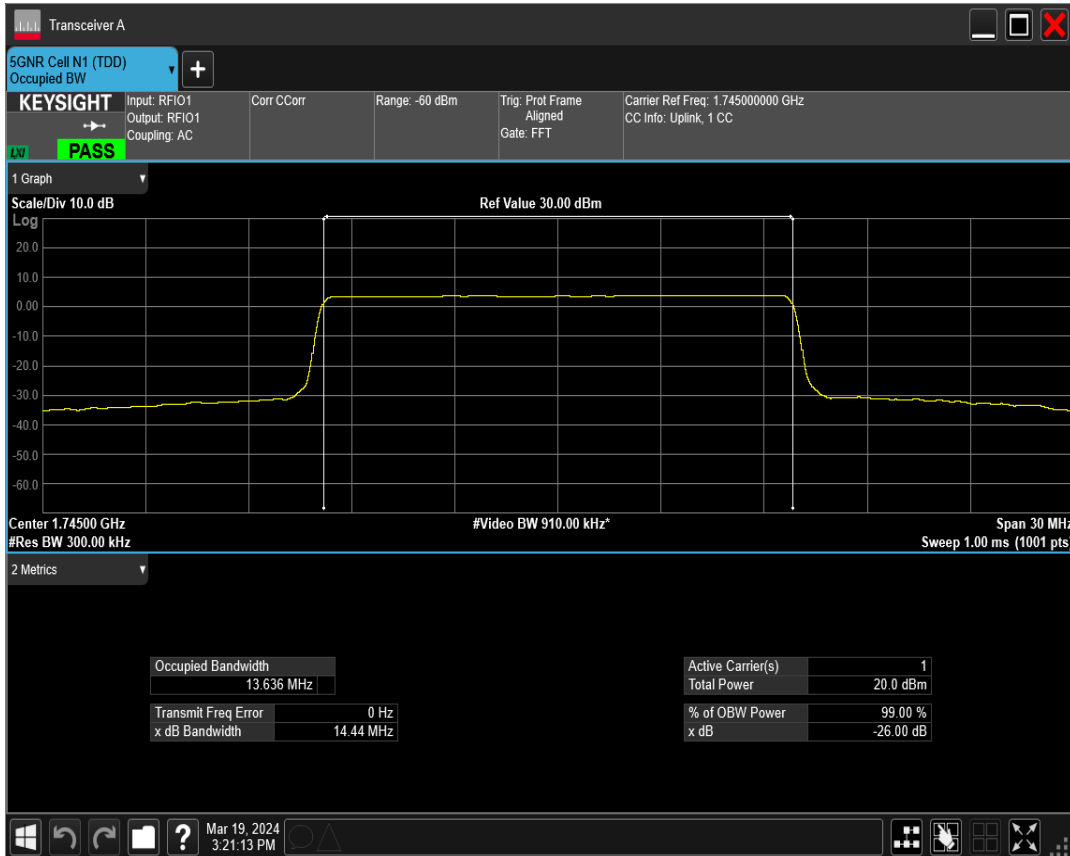 Transceiver A
5GNR Cell N1 (TDD)
Occupied BW
+
KEYSIGHT
LXI
PASS
Input: RFIO1
Output: RFIO1
Coupling: AC
Corr CCorr
Range: -60 dBm
Trig: Prot Frame
Aligned
Gate: FFT
Carrier Ref Freq: 1.745000000 GHz
CC Info: Uplink, 1 CC
1 Graph
Scale/Div 10.0 dB
Ref Value 30.00 dBm
Log
20.0
10.0
0.00
-10.0
-20.0
-30.0
-40.0
-50.0
-60.0
Center 1.74500 GHz
#Video BW 910.00 kHz*
Span 30 MHz
#Res BW 300.00 kHz
Sweep 1.00 ms (1001 pts)
2 Metrics
Occupied Bandwidth
13.636 MHz
Transmit Freq Error 0 Hz
x dB Bandwidth 14.44 MHz
Active Carrier(s) 1
Total Power 20.0 dBm
% of OBW Power 99.00 %
x dB -26.00 dB
?
Mar 19, 2024
3:21:13 PM